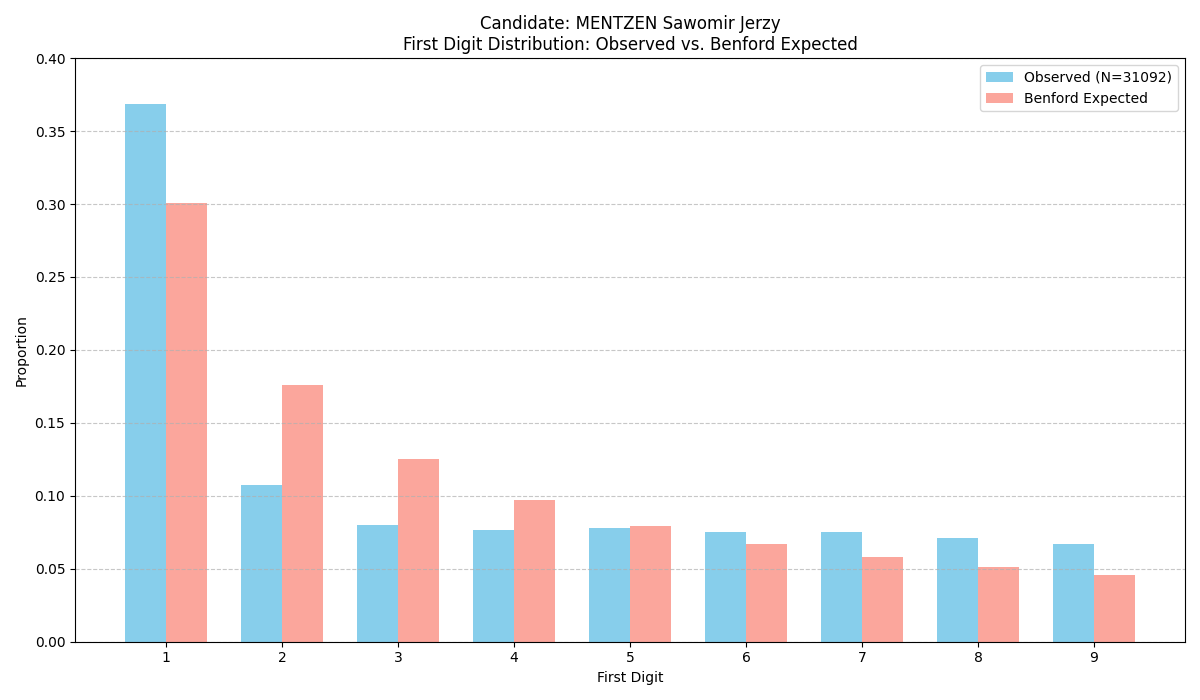 Candidate: MENTZEN Sawomir Jerzy
First Digit Distribution: Observed vs. Benford Expected
Observed (N=31092)
Benford Expected
0.40
0.35
0.30
0.25
0.20
0.15
0.10
0.05
0.00
Proportion
1 2 3 4 5 6 7 8 9
First Digit